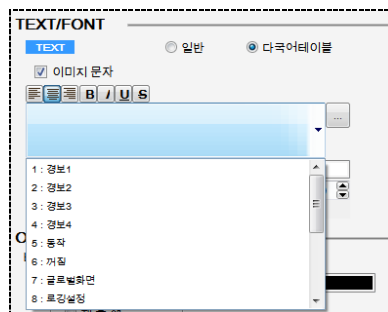 TEXT/FONT
TEXT 일반 다국어테이블
이미지 문자
B I U S
...
1 : 경보1
2 : 경보2
3 : 경보3
4 : 경보4
5 : 동작
6 : 꺼짐
7 : 글로벌화면
8 : 로깅설정